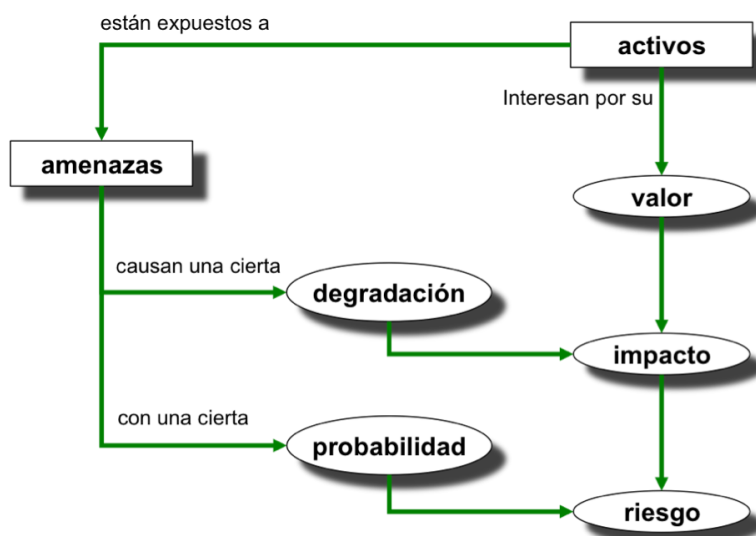 están expuestos a
activos
Interesan por su
amenazas
valor
causan una cierta
degradación
impacto
con una cierta
probabilidad
riesgo